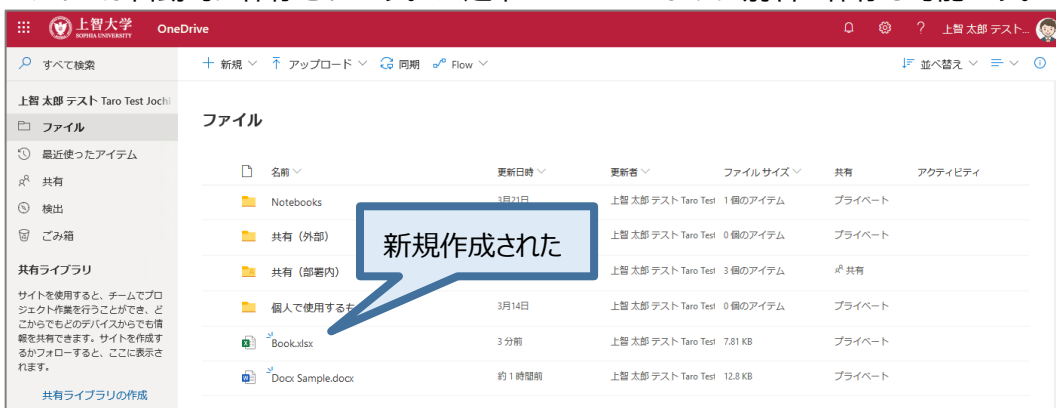 上智大学
SOPHIA UNIVERSITY
OneDrive
? 上智 太郎 テスト...
すべて検索
+ 新規 アップロード 同期 Flow
並べ替え
上智 太郎 テスト Taro Test Jochi
ファイル
最近使ったアイテム
共有
検出
ごみ箱
共有ライブラリ
サイトを使用すると、チームでプロ
ジェクト作業を行うことができ、ど
こからでもどのデバイスからでも情
報を共有できます。サイトを作成す
るかフォローすると、ここに表示さ
れます。
共有ライブラリの作成
ファイル
名前 更新日時 更新者 ファイル サイズ 共有 アクティビティ
Notebooks 3月21日 上智 太郎 テスト Taro Test 1 個のアイテム プライベート
共有（外部） 上智 太郎 テスト Taro Test 0 個のアイテム プライベート
共有（部署内） 上智 太郎 テスト Taro Test 3 個のアイテム 共有
個人で使用するも 3月14日 上智 太郎 テスト Taro Test 0 個のアイテム プライベート
Book.xlsx 3 分前 上智 太郎 テスト Taro Test 7.81 KB プライベート
Docx Sample.docx 約 1 時間前 上智 太郎 テスト Taro Test 12.8 KB プライベート
新規作成された